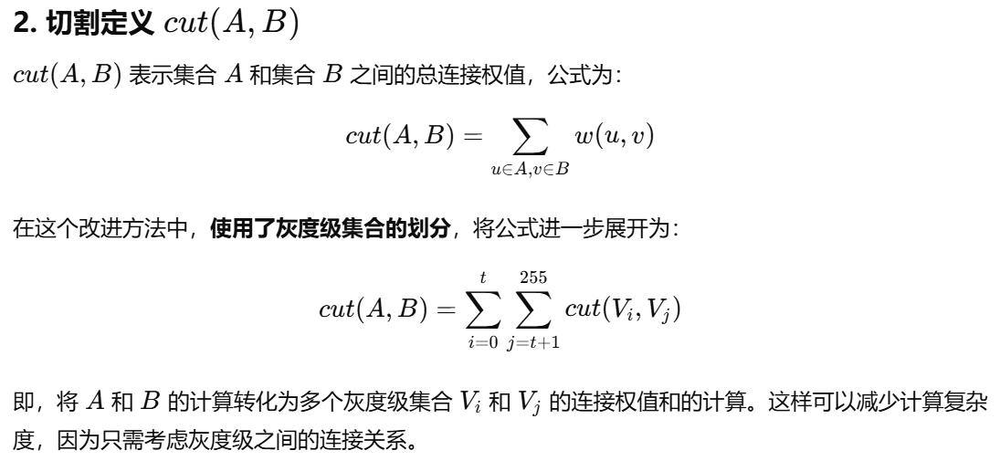 2. 切割定义 cut(A, B)
cut(A, B) 表示集合 A 和集合 B 之间的总连接权值，公式为：
cut(A, B) = ∑_{u∈A,v∈B} w(u, v)
在这个改进方法中，使用了灰度级集合的划分，将公式进一步展开为：
cut(A, B) = ∑_{i=0}^{t} ∑_{j=t+1}^{255} cut(V_i, V_j)
即，将 A 和 B 的计算转化为多个灰度级集合 V_i 和 V_j 的连接权值和的计算。这样可以减少计算复杂
度，因为只需考虑灰度级之间的连接关系。